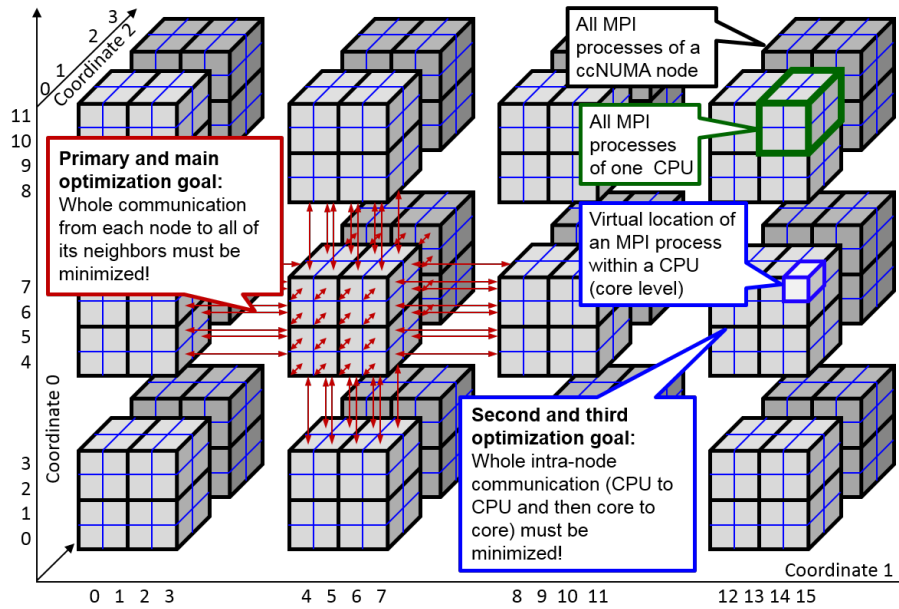 3
2
1
0
Coordinate 2
All MPI
processes of a
ccNUMA node
11
10
9
8
All MPI
processes
of one CPU
Primary and main
optimization goal:
Whole communication
from each node to all of
its neighbors must be
minimized!
Virtual location of
an MPI process
within a CPU
(core level)
7
6
5
4
Coordinate 0
Second and third
optimization goal:
Whole intra-node
communication (CPU to
CPU and then core to
core) must be
minimized!
3
2
1
0
Coordinate 1
0 1 2 3 4 5 6 7 8 9 10 11 12 13 14 15